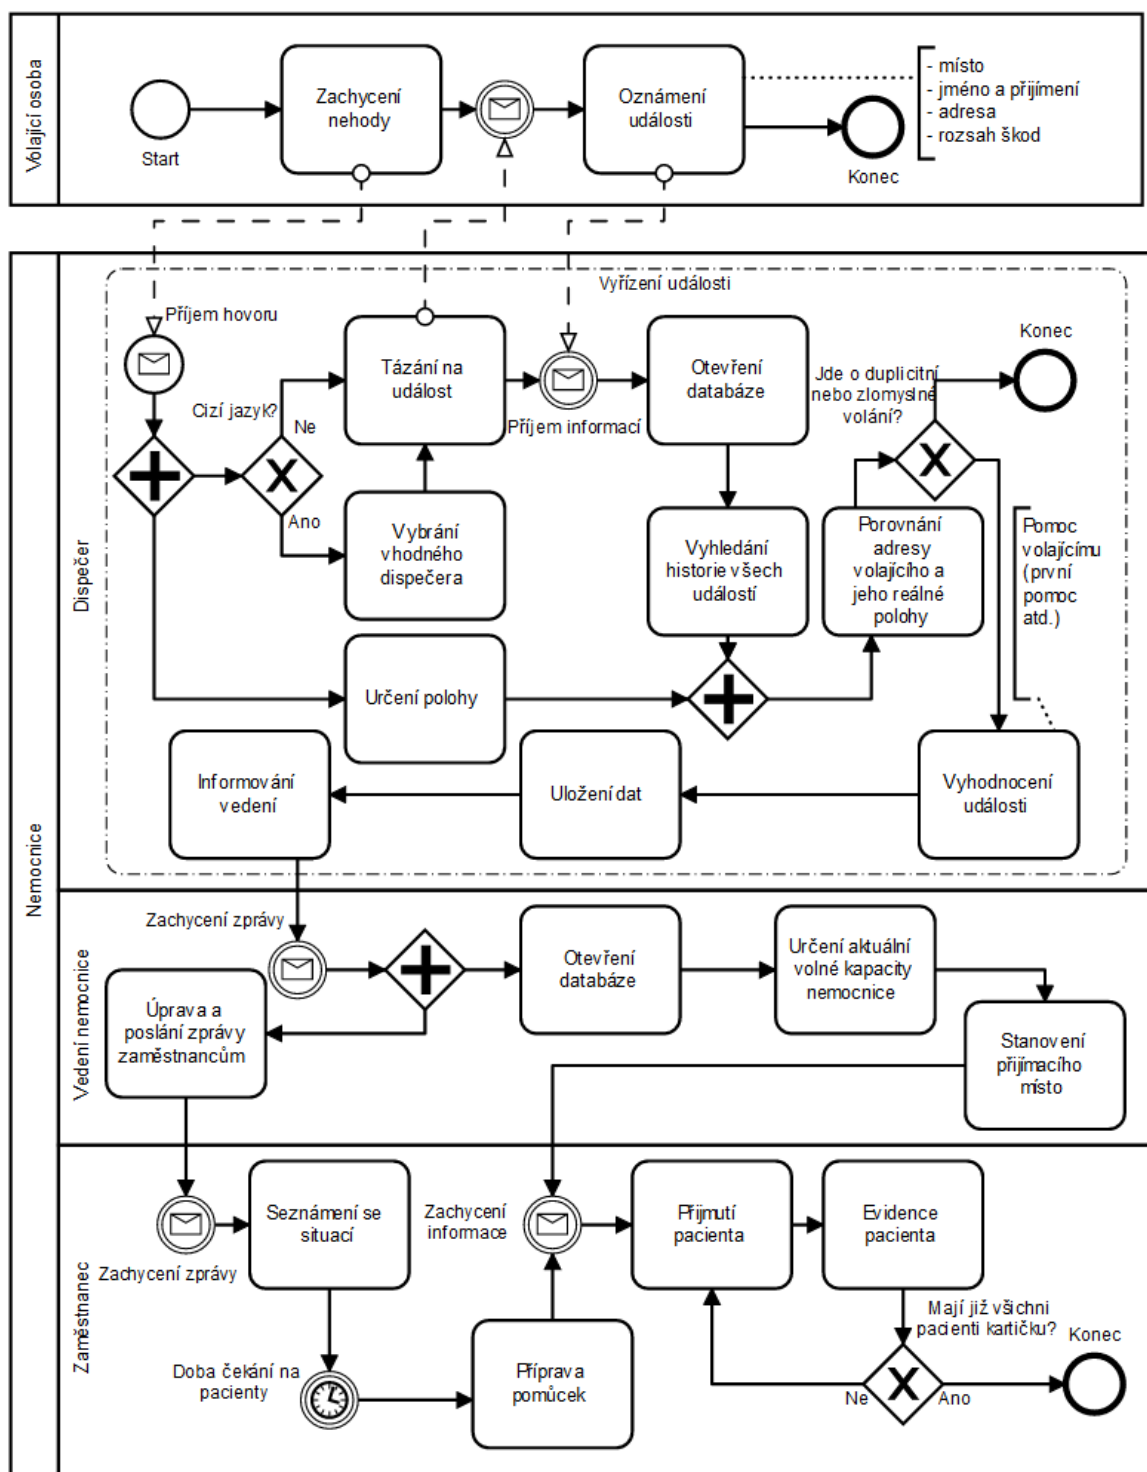 Volající osoba
Start
Zachycení
nehody
Oznámení
události
Konec
- místo
- jméno a přijímení
- adresa
- rozsah škod
Nemocnice
Dispečer
Vyřízení události
Příjem hovoru
Cizí jazyk?
Ne
Ano
Tázání na
událost
Vybrání
vhodného
dispečera
Příjem informací
Otevření
databáze
Vyhledání
historie všech
událostí
Jde o duplicitní
nebo zlomyslné
volání?
Konec
Porovnání
adresy
volajícího a
jeho reálné
polohy
Pomoc
volajícímu
(první
pomoc
atd.)
Určení polohy
Informování
vedení
Uložení dat
Vyhodnocení
události
Vedení nemocnice
Zachycení zprávy
Otevření
databáze
Určení aktuální
volné kapacity
nemocnice
Úprava a
poslání zprávy
zaměstnancům
Stanovení
přijímacího
místo
Zaměstnanec
Zachycení zprávy
Seznámení se
situací
Zachycení
informace
Přijmutí
pacienta
Evidence
pacienta
Doba čekání na
pacienty
Příprava
pomůcek
Mají již všichni
pacienti kartičku?
Ne
Ano
Konec